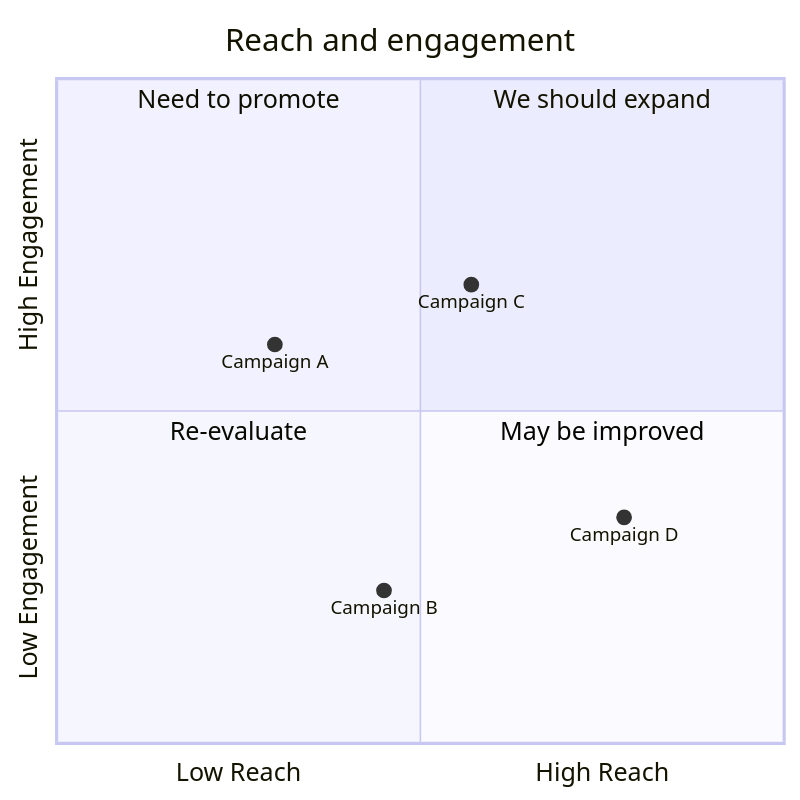 Reach and engagement
Need to promote
We should expand
High Engagement
Campaign C
Campaign A
Re-evaluate
May be improved
Low Engagement
Campaign D
Campaign B
Low Reach
High Reach